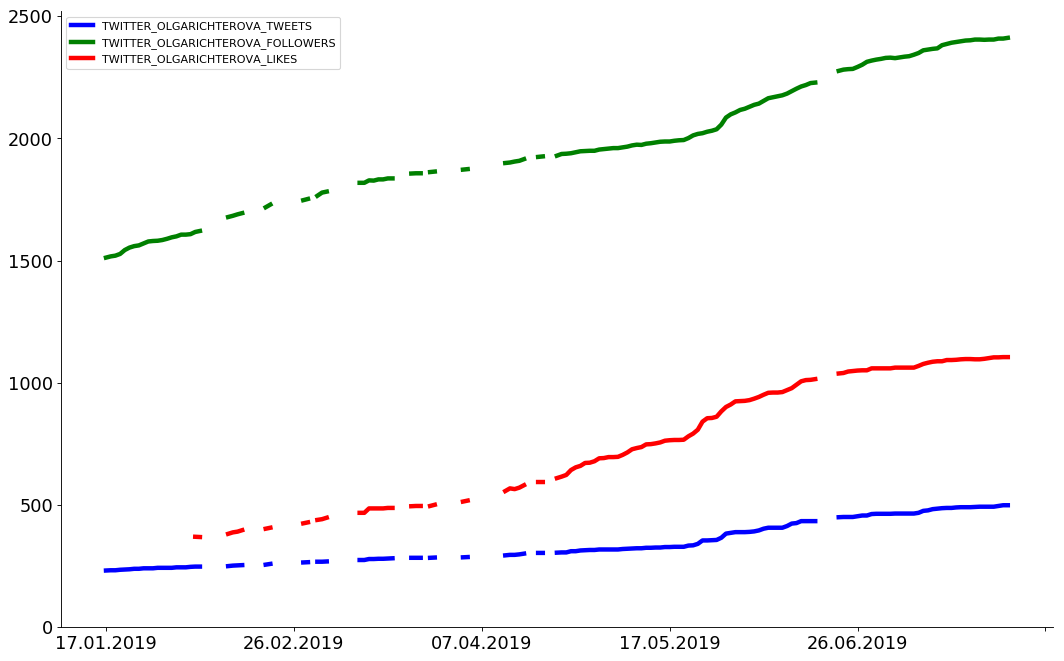 TWITTER_OLGARICHTEROVA_TWEETS
TWITTER_OLGARICHTEROVA_FOLLOWERS
TWITTER_OLGARICHTEROVA_LIKES
2500
2000
1500
1000
500
0
17.01.2019 26.02.2019 07.04.2019 17.05.2019 26.06.2019